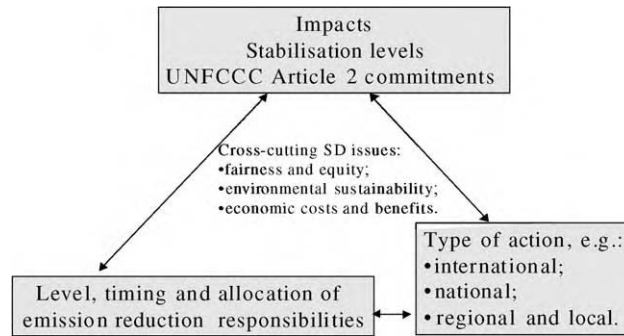 Impacts
Stabilisation levels
UNFCCC Article 2 commitments
Cross-cutting SD issues:
•fairness and equity;
•environmental sustainability;
•economic costs and benefits.
Type of action, e.g.:
•international;
•national;
•regional and local.
Level, timing and allocation of
emission reduction responsibilities